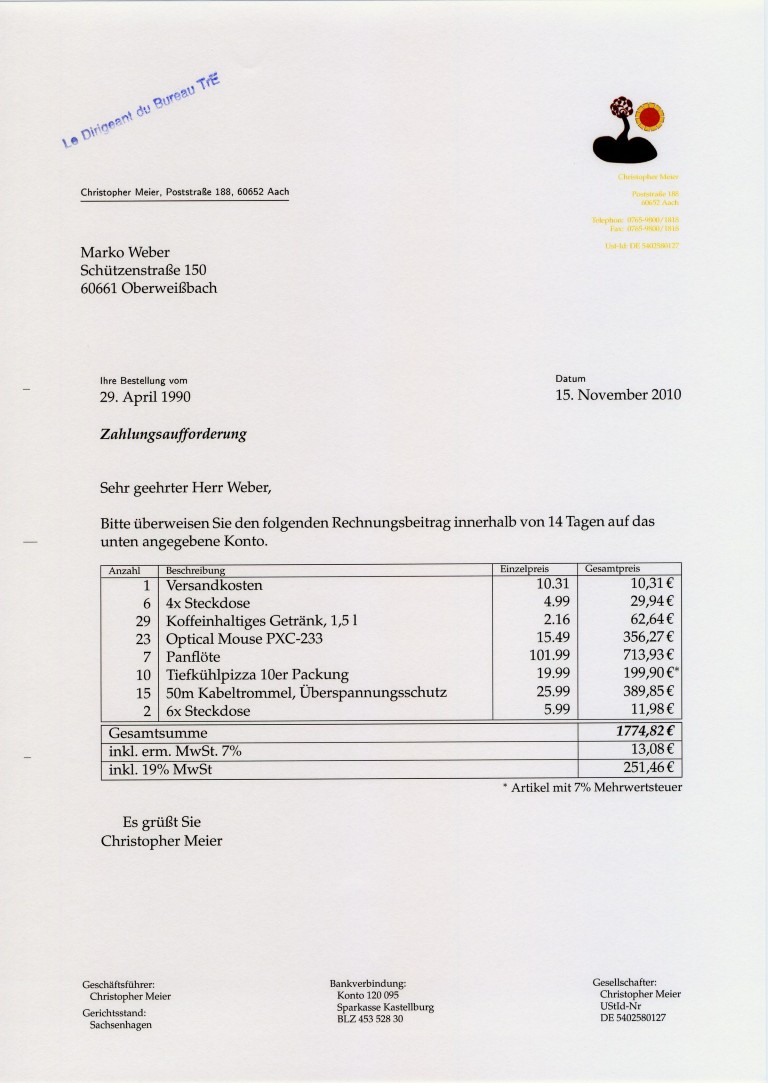 Le Dirigeant du Bureau TrE
Christopher Meier
Poststraße 188
60652 Aach
Telephon: 0765-9800/1818
Fax: 0765-9800/1818
Ust-Id: DE 5402580127
Christopher Meier, Poststraße 188, 60652 Aach
Marko Weber
Schützenstraße 150
60661 Oberweißbach
Ihre Bestellung vom
29. April 1990
Datum
15. November 2010
Zahlungsaufforderung
Sehr geehrter Herr Weber,
Bitte überweisen Sie den folgenden Rechnungsbeitrag innerhalb von 14 Tagen auf das
unten angegebene Konto.
Anzahl Beschreibung Einzelpreis Gesamtpreis
1 Versandkosten 10.31 10,31 €
6 4x Steckdose 4.99 29,94 €
29 Koffeinhaltiges Getränk, 1,5 l 2.16 62,64 €
23 Optical Mouse PXC-233 15.49 356,27 €
7 Panflöte 101.99 713,93 €
10 Tiefkühlpizza 10er Packung 19.99 199,90 €*
15 50m Kabeltrommel, Überspannungsschutz 25.99 389,85 €
2 6x Steckdose 5.99 11,98 €
Gesamtsumme 1774,82 €
inkl. erm. MwSt. 7% 13,08 €
inkl. 19% MwSt 251,46 €
* Artikel mit 7% Mehrwertsteuer
Es grüßt Sie
Christopher Meier
Geschäftsführer:
Christopher Meier
Gerichtsstand:
Sachsenhagen
Bankverbindung:
Konto 120 095
Sparkasse Kastellburg
BLZ 453 528 30
Gesellschafter:
Christopher Meier
UStId-Nr
DE 5402580127